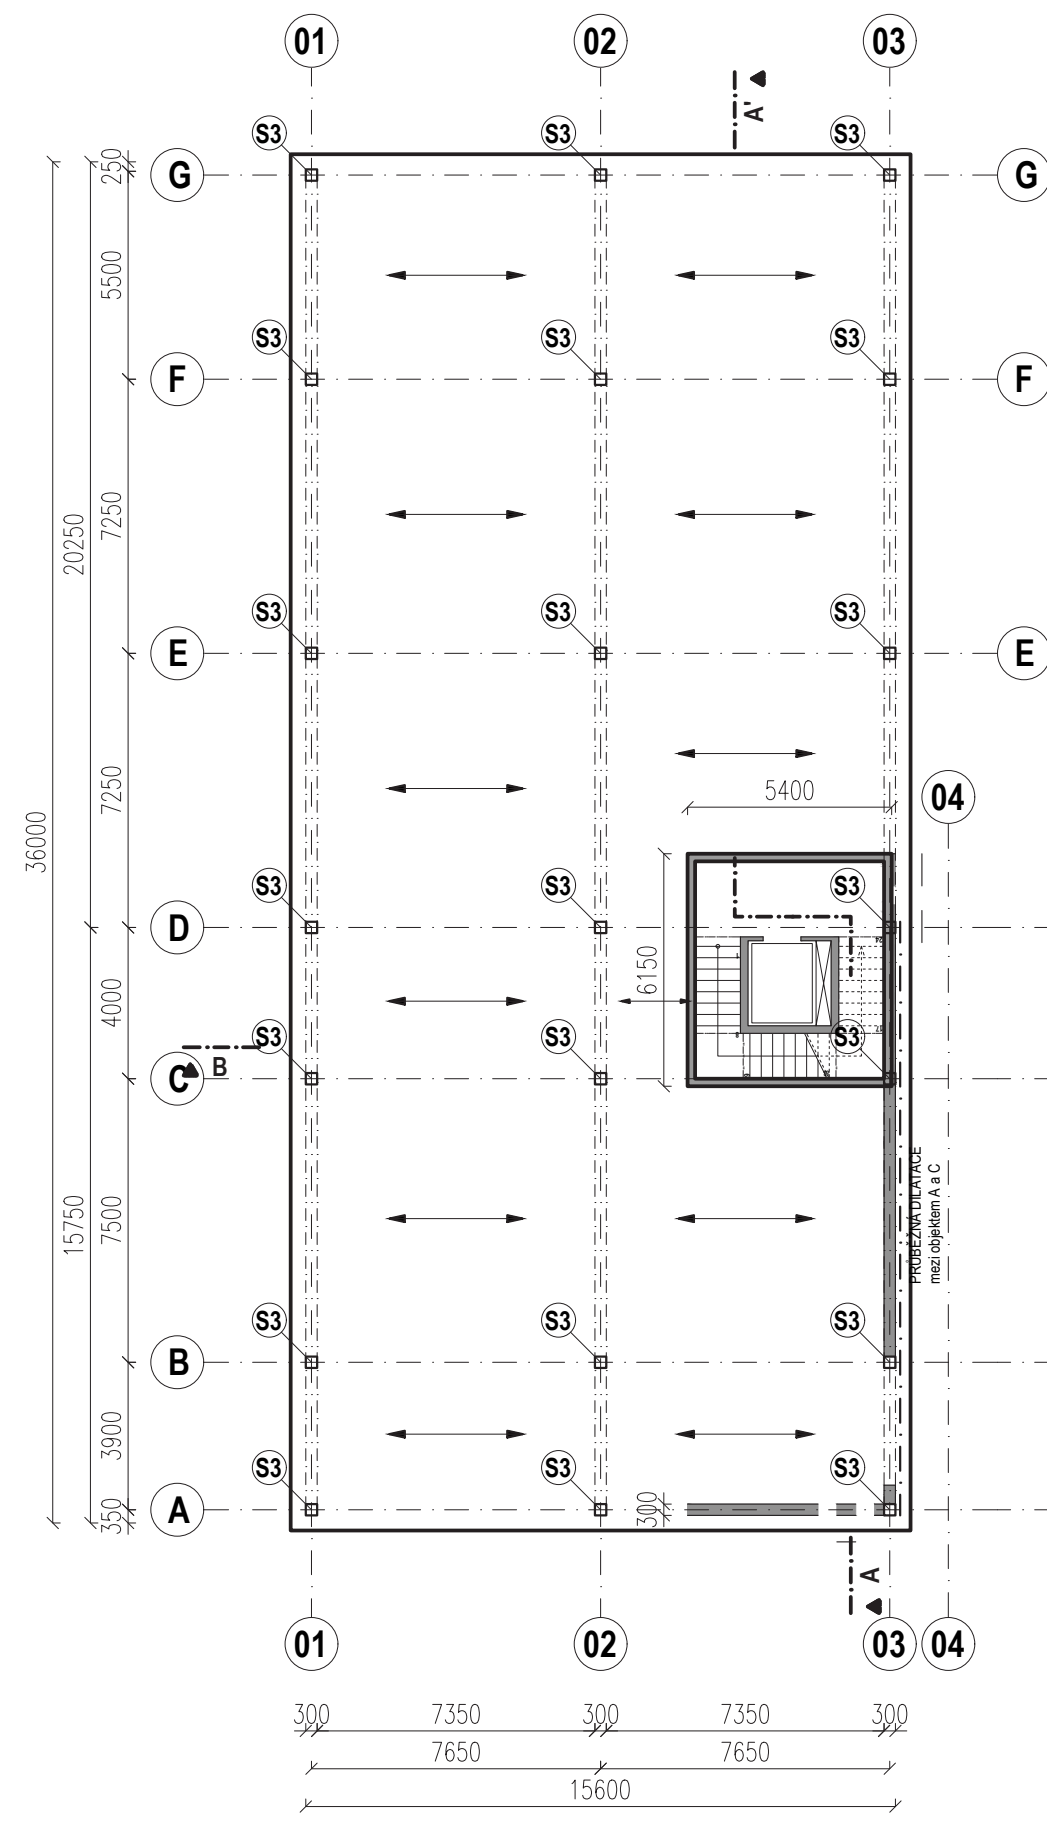 01 02 03
A'
S3 S3 S3
G G
250
5500
S3 S3 S3
F F
7250
20250
S3 S3 S3
E E
7250
5400
04
36000
S3 S3 S3
D
6150
4000
S3 S3 S3
B
C
PRŮBĚŽNÁ DILATACE
mezi objektem A a C
7500
15750
S3 S3 S3
B
3900
S3 S3 S3
A
350
300
A
01 02 03 04
300 7350 300 7350 300
7650 7650
15600